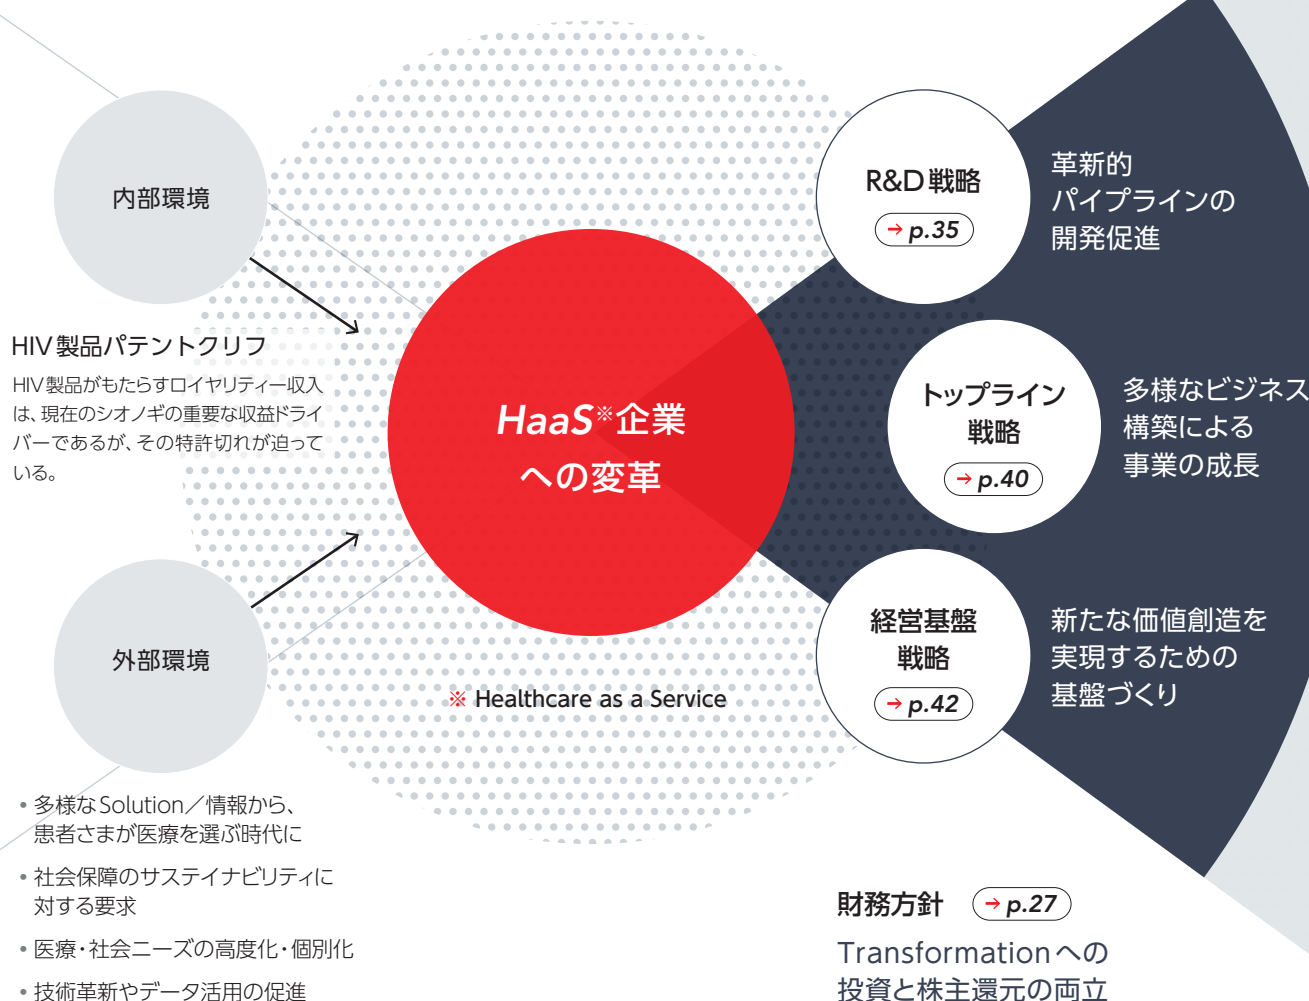 内部環境
HIV製品パテントクリフ
HIV製品がもたらすロイヤリティー収入
は、現在のシオノギの重要な収益ドライ
バーであるが、その特許切れが迫って
いる。
外部環境
• 多様なSolution／情報から、
患者さまが医療を選ぶ時代に
• 社会保障のサステイナビリティに
対する要求
• 医療・社会ニーズの高度化・個別化
• 技術革新やデータ活用の促進
HaaS※企業
への変革
※ Healthcare as a Service
R&D戦略
→ p.35
革新的
パイプラインの
開発促進
トップライン
戦略
→ p.40
多様なビジネス
構築による
事業の成長
経営基盤
戦略
→ p.42
新たな価値創造を
実現するための
基盤づくり
財務方針 → p.27
Transformationへの
投資と株主還元の両立